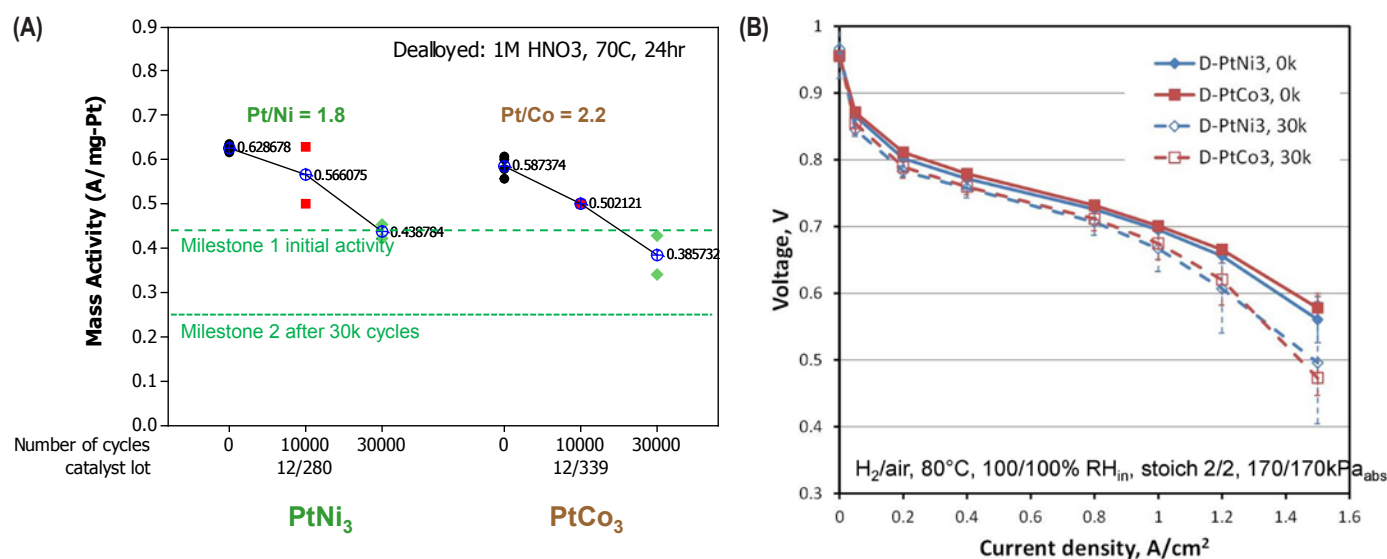 (A)
Dealloyed: 1M HNO3, 70C, 24hr
Pt/Ni = 1.8
Pt/Co = 2.2
0.628678
0.566075
0.438784
0.587374
0.502121
0.385732
Milestone 1 initial activity
Milestone 2 after 30k cycles
Mass Activity (A/mg-Pt)
0.9
0.8
0.7
0.6
0.5
0.4
0.3
0.2
0.1
0.0
Number of cycles 0 10000 30000 0 10000 30000
catalyst lot 12/280 12/339
PtNi3 PtCo3
(B)
D-PtNi3, 0k
D-PtCo3, 0k
D-PtNi3, 30k
D-PtCo3, 30k
Voltage, V
1
0.9
0.8
0.7
0.6
0.5
0.4
0.3
H2/air, 80°C, 100/100% RHin, stoich 2/2, 170/170kPaabs
0 0.2 0.4 0.6 0.8 1.0 1.2 1.4 1.6
Current density, A/cm²